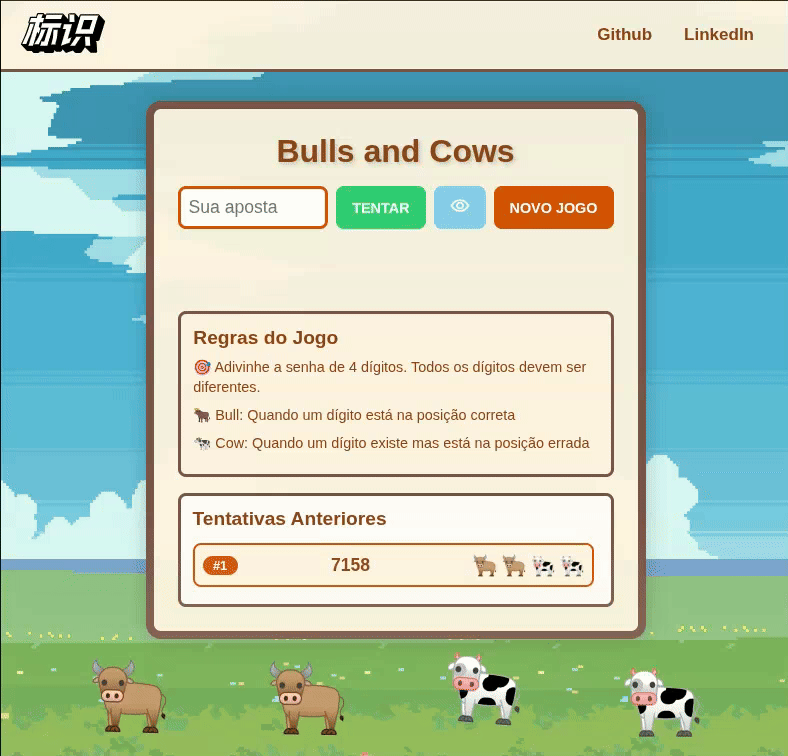 标识
Github LinkedIn
Bulls and Cows
Sua aposta TENTAR NOVO JOGO
Regras do Jogo
🎯 Adivinhe a senha de 4 dígitos. Todos os dígitos devem ser
diferentes.
🐂 Bull: Quando um dígito está na posição correta
🐄 Cow: Quando um dígito existe mas está na posição errada
Tentativas Anteriores
#1 7158